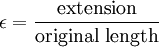 ϵ = extension
original length